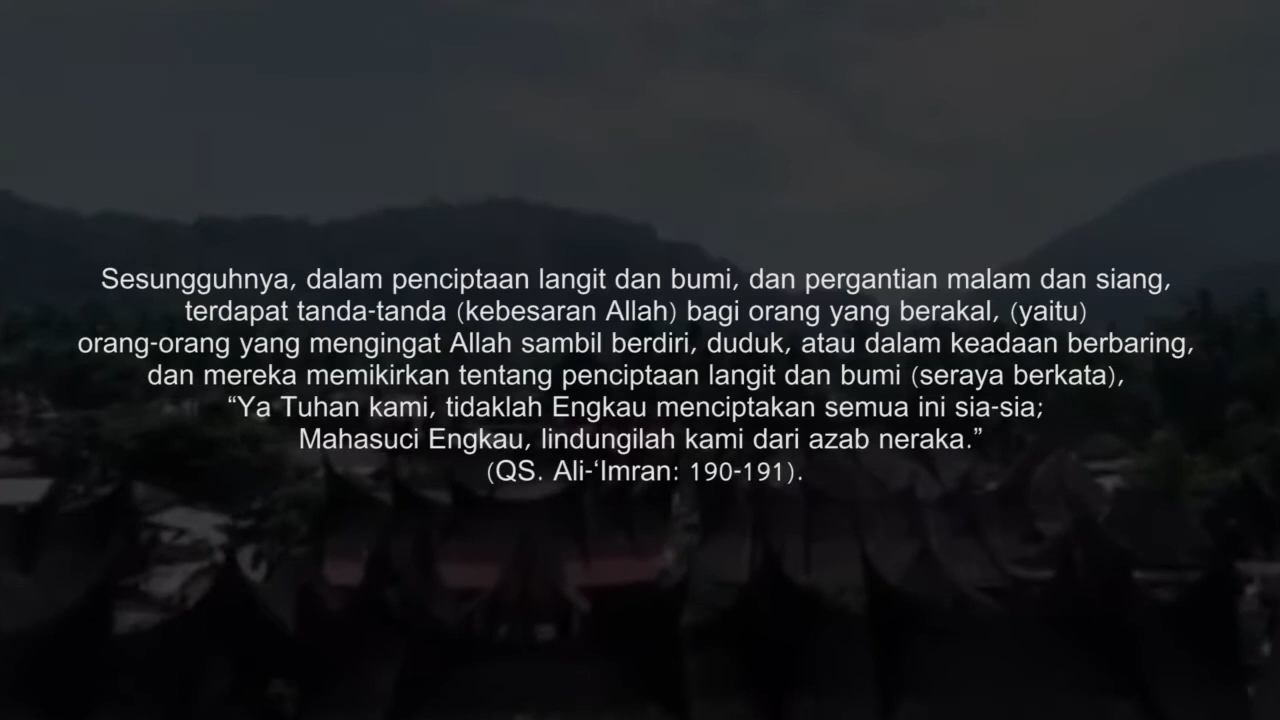 Sesungguhnya, dalam penciptaan langit dan bumi, dan pergantian malam dan siang,
terdapat tanda-tanda (kebesaran Allah) bagi orang yang berakal, (yaitu)
orang-orang yang mengingat Allah sambil berdiri, duduk, atau dalam keadaan berbaring,
dan mereka memikirkan tentang penciptaan langit dan bumi (seraya berkata),
“Ya Tuhan kami, tidaklah Engkau menciptakan semua ini sia-sia;
Mahasuci Engkau, lindungilah kami dari azab neraka.”
(QS. Ali-‘Imran: 190-191).